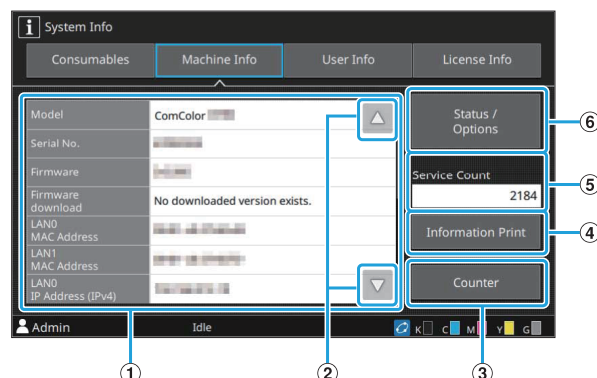 i System Info
Consumables
Machine Info
User Info
License Info
Model
ComColor
Serial No.
Firmware
Firmware
download
No downloaded version exists.
LAN0
MAC Address
LAN1
MAC Address
LAN0
IP Address (IPv4)
Status /
Options
Service Count
2184
Information Print
Counter
Admin
Idle
K C M Y G
6
5
4
1
2
3